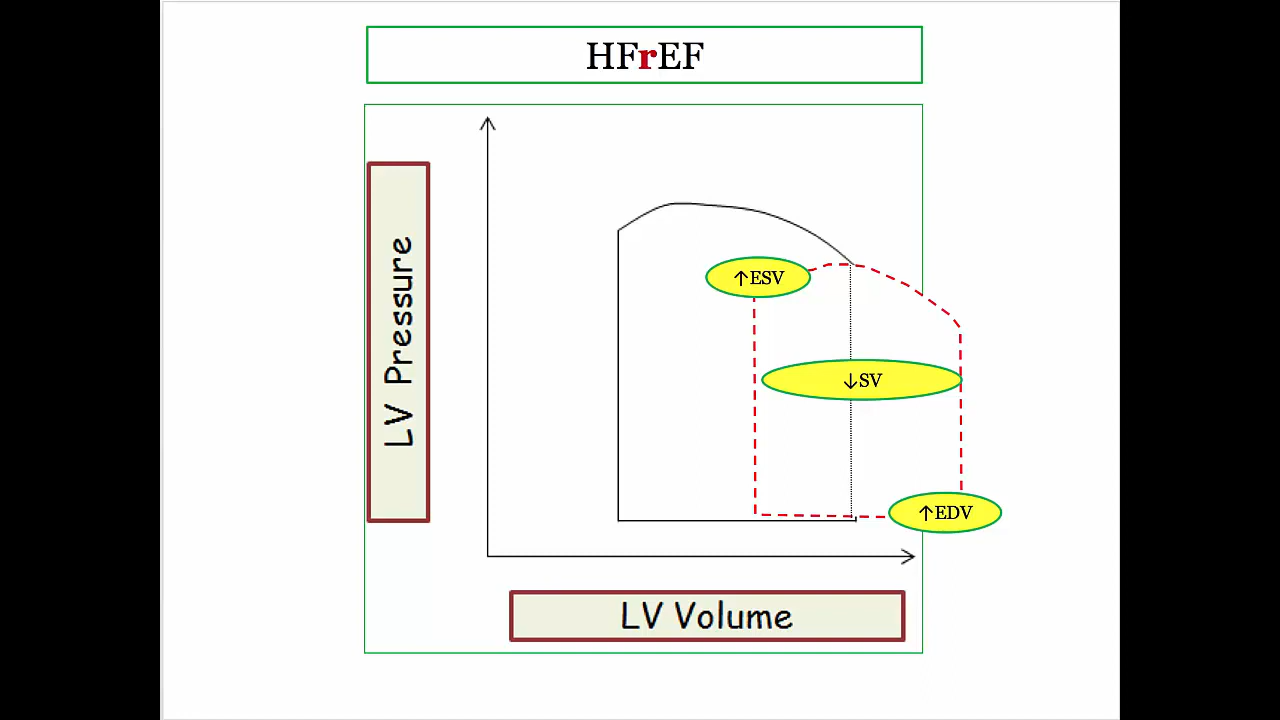 HFrEF
LV Pressure
↑ESV
↓SV
↑EDV
LV Volume